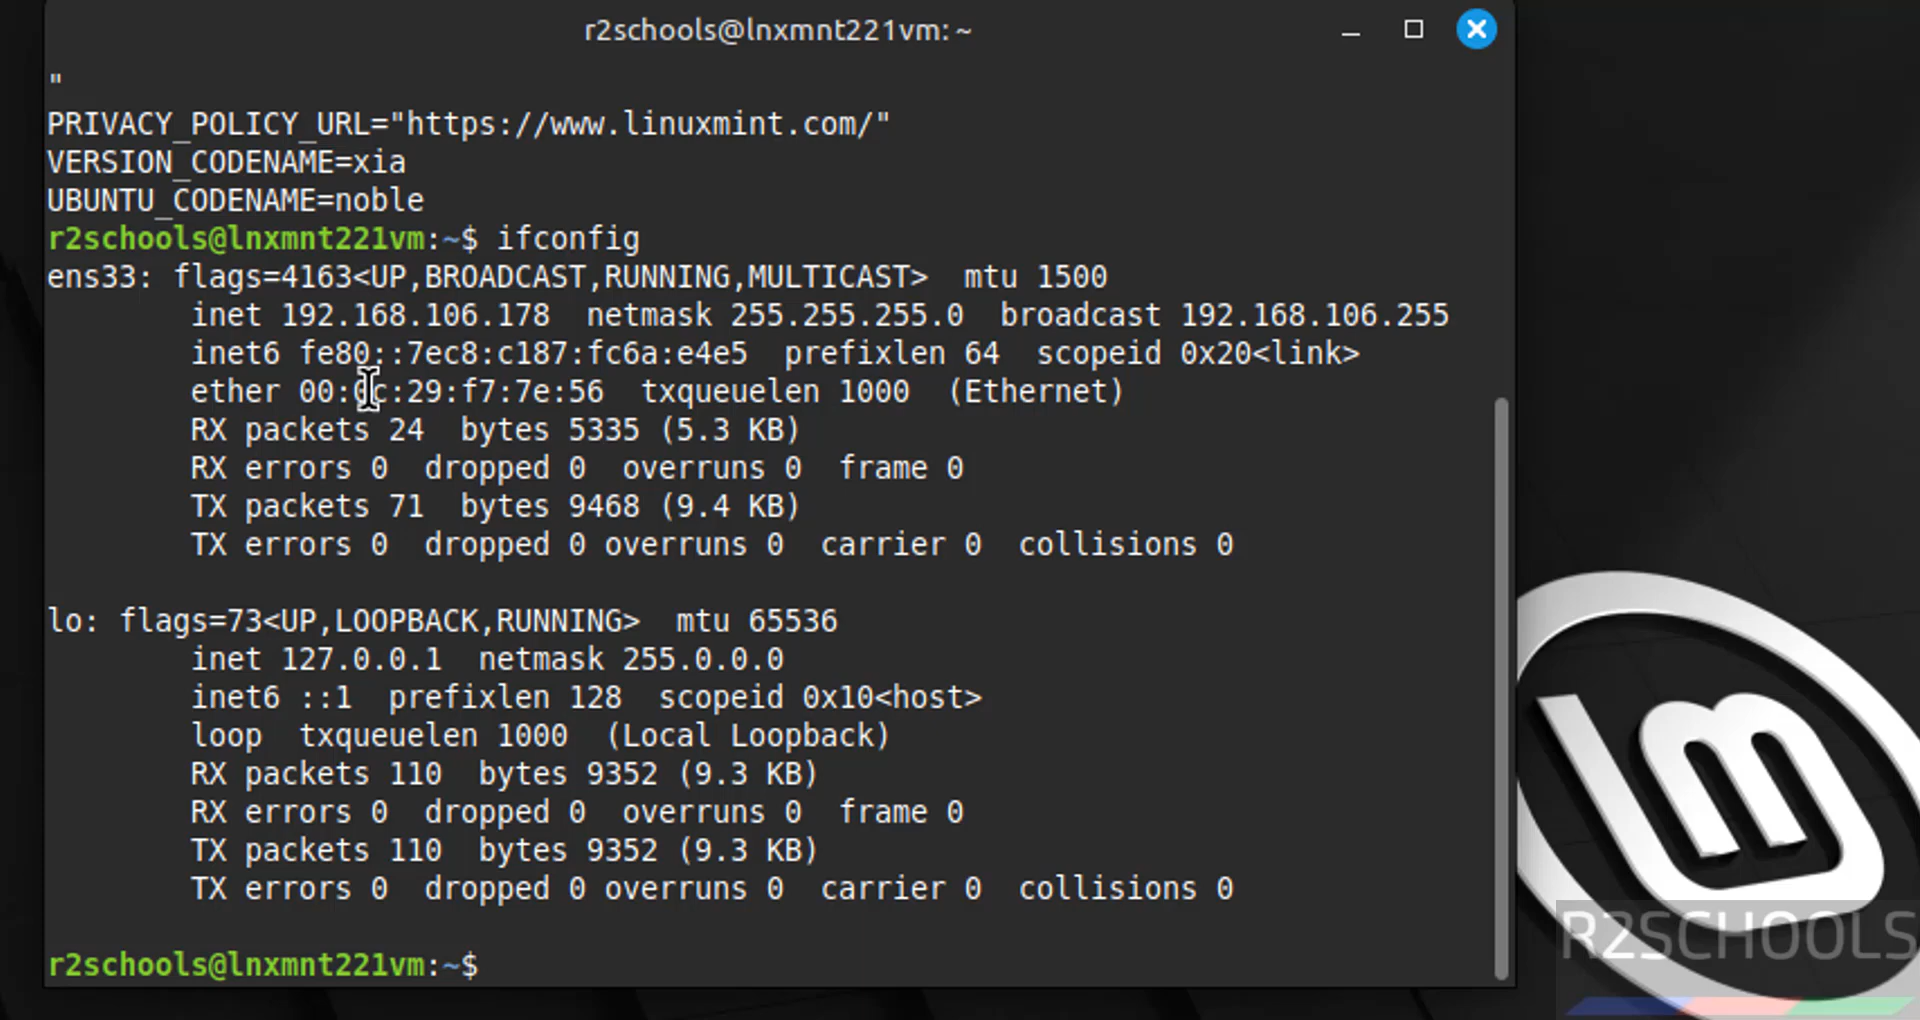 r2schools@lnxmnt221vm: ~
"
PRIVACY_POLICY_URL="https://www.linuxmint.com/"
VERSION_CODENAME=xia
UBUNTU_CODENAME=noble
r2schools@lnxmnt221vm:~$ ifconfig
ens33: flags=4163<UP,BROADCAST,RUNNING,MULTICAST>  mtu 1500
        inet 192.168.106.178  netmask 255.255.255.0  broadcast 192.168.106.255
        inet6 fe80::7ec8:c187:fc6a:e4e5  prefixlen 64  scopeid 0x20<link>
        ether 00:0c:29:f7:7e:56  txqueuelen 1000  (Ethernet)
        RX packets 24  bytes 5335 (5.3 KB)
        RX errors 0  dropped 0  overruns 0  frame 0
        TX packets 71  bytes 9468 (9.4 KB)
        TX errors 0  dropped 0 overruns 0  carrier 0  collisions 0
lo: flags=73<UP,LOOPBACK,RUNNING>  mtu 65536
        inet 127.0.0.1  netmask 255.0.0.0
        inet6 ::1  prefixlen 128  scopeid 0x10<host>
        loop  txqueuelen 1000  (Local Loopback)
        RX packets 110  bytes 9352 (9.3 KB)
        RX errors 0  dropped 0  overruns 0  frame 0
        TX packets 110  bytes 9352 (9.3 KB)
        TX errors 0  dropped 0 overruns 0  carrier 0  collisions 0
r2schools@lnxmnt221vm:~$
R2SCHOOLS